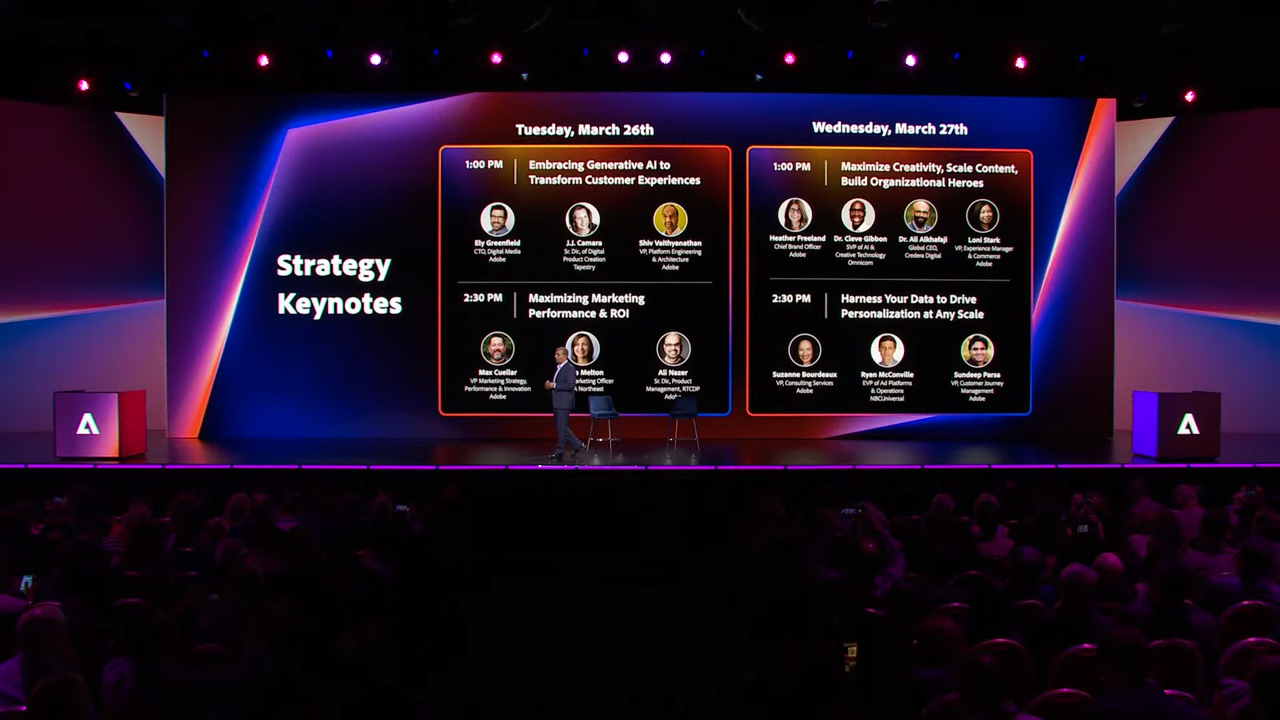 Strategy
Keynotes
Tuesday, March 26th
1:00 PM
Embracing Generative AI to
Transform Customer Experiences
Ely Greenfield
CTO, Digital Media
Adobe
J.J. Camara
Sr. Dir. of Digital
Product Creation
Tapestry
Shiv Vaithyanathan
VP, Platform Engineering
& Architecture
Adobe
2:30 PM
Maximizing Marketing
Performance & ROI
Max Cuellar
VP Marketing Strategy,
Performance & Innovation
Adobe
Melton
Officer
Northeast
Ali Nazer
Sr. Dir, Product
Management, RTCDP
Adobe
Wednesday, March 27th
1:00 PM
Maximize Creativity, Scale Content,
Build Organizational Heroes
Heather Freeland
Chief Brand Officer
Adobe
Dr. Cleve Gibbon
SVP of AI &
Creative Technology
Omnicom
Dr. Ali Alkhafaji
Global CEO,
Credera Digital
Loni Stark
VP, Experience Manager
& Commerce
Adobe
2:30 PM
Harness Your Data to Drive
Personalization at Any Scale
Suzanne Bourdeaux
VP, Consulting Services
Adobe
Ryan McConville
EVP of Ad Platforms
& Operations
NBCUniversal
Sundeep Parsa
VP, Customer Journey
Management
Adobe